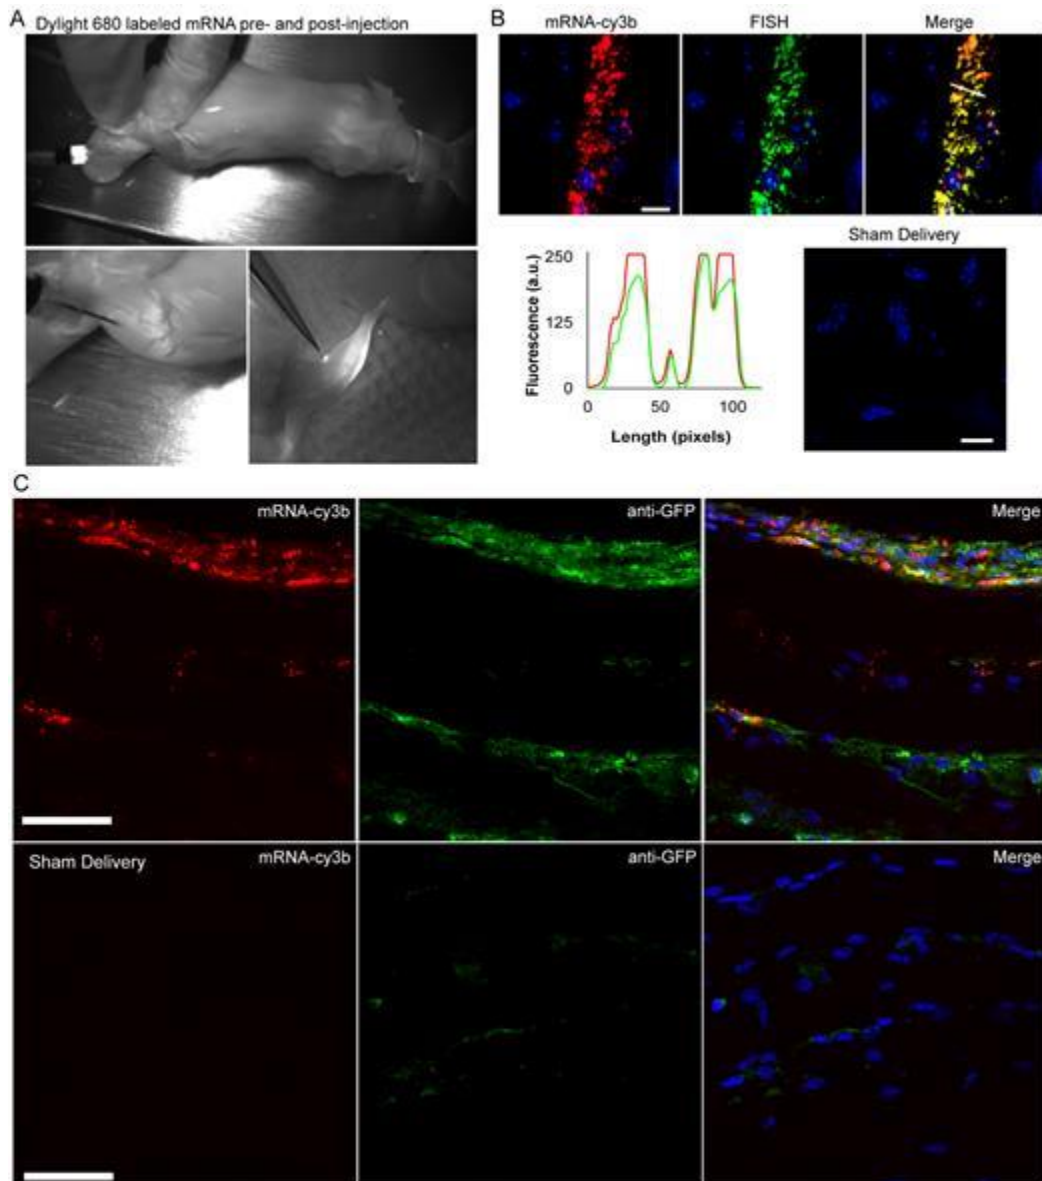 A
Dylight 680 labeled mRNA pre- and post-injection
B
mRNA-cy3b
FISH
Merge
Fluorescence (a.u.)
250
125
0
0
50
100
Length (pixels)
Sham Delivery
C
mRNA-cy3b
anti-GFP
Merge
Sham Delivery
mRNA-cy3b
anti-GFP
Merge